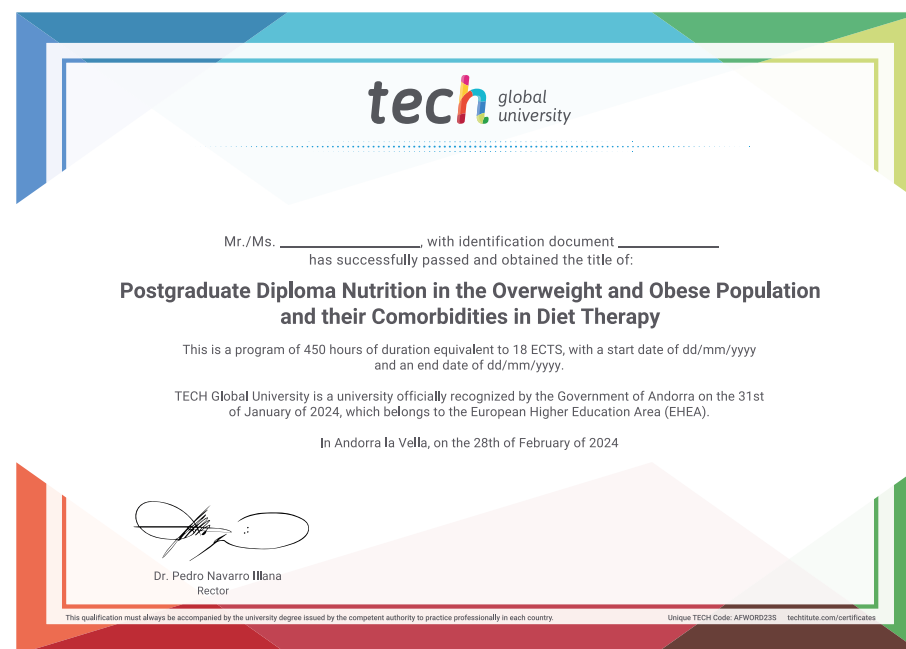 tech global
university
Mr./Ms. ____________, with identification document ____________
has successfully passed and obtained the title of:
Postgraduate Diploma Nutrition in the Overweight and Obese Population
and their Comorbidities in Diet Therapy
This is a program of 450 hours of duration equivalent to 18 ECTS, with a start date of dd/mm/yyyy
and an end date of dd/mm/yyyy.
TECH Global University is a university officially recognized by the Government of Andorra on the 31st
of January of 2024, which belongs to the European Higher Education Area (EHEA).
In Andorra la Vella, on the 28th of February of 2024
Dr. Pedro Navarro Illana
Rector
This qualification must always be accompanied by the university degree issued by the competent authority to practice professionally in each country. Unique TECH Code: AFWORD23S techtitute.com/certificates